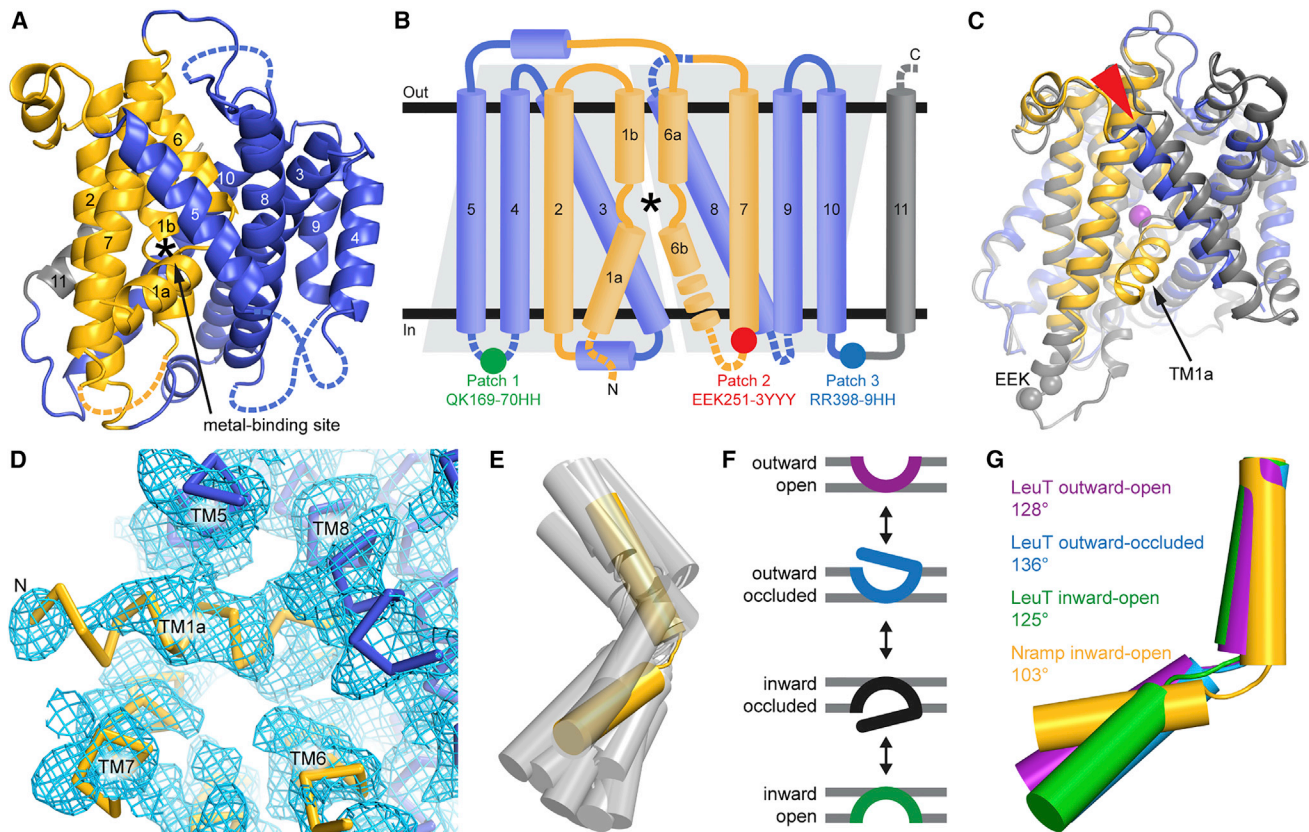 A
6
10
3
2
5
8
7
1b
9
4
*
11
1a
metal-binding site
B
C
Out
1b
6a
5
4
2
3
*
8
7
9
10
11
6b
1a
In
N
Patch 1
QK169-70HH
Patch 2
EEK251-3YYY
Patch 3
RR398-9HH
C
EEK
TM1a
D
TM5
TM8
N
TM1a
TM7
TM6
E
F
outward
open
outward
occluded
inward
occluded
inward
open
G
LeuT outward-open
128°
LeuT outward-occluded
136°
LeuT inward-open
125°
Nramp inward-open
103°